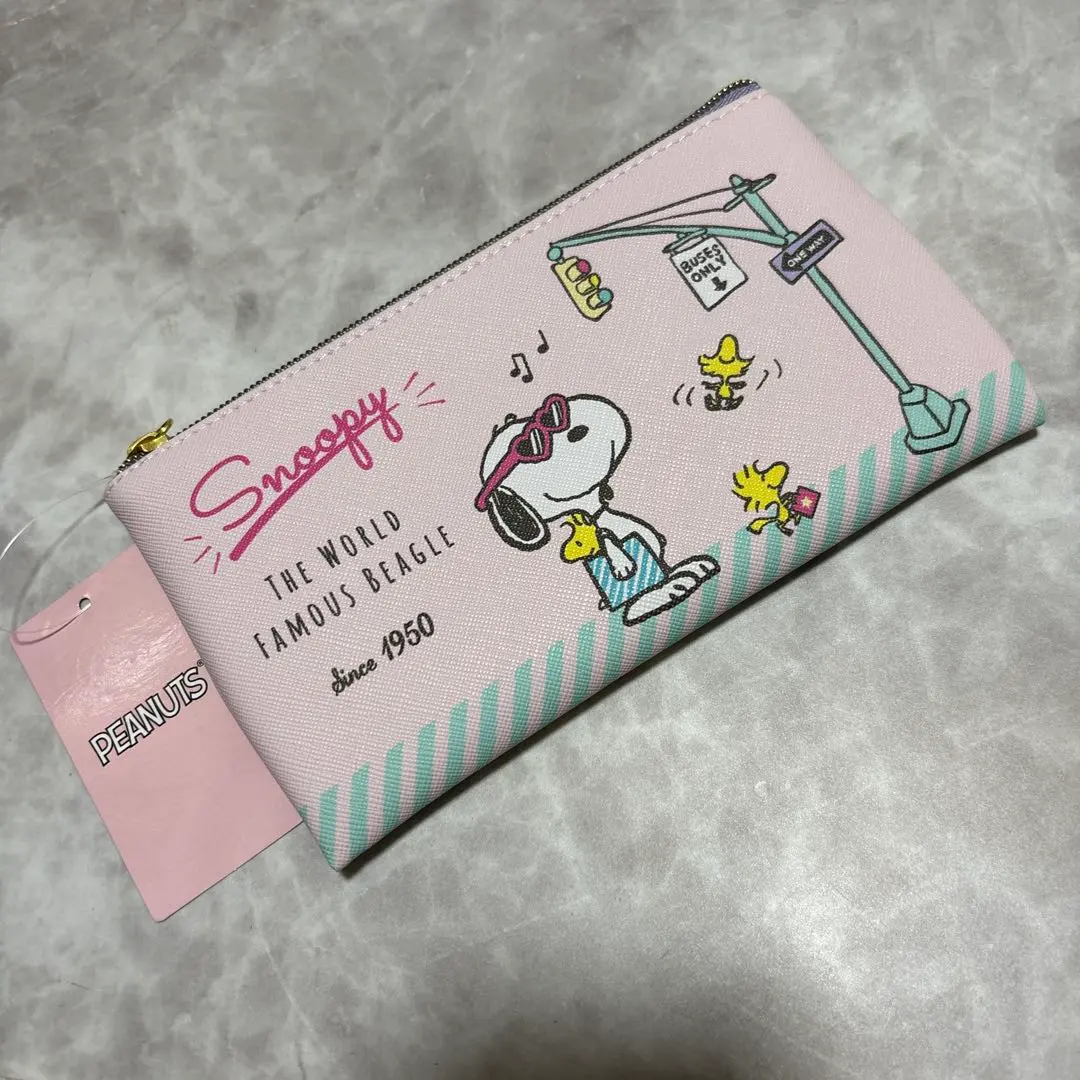 Snoopy
THE WORLD
FAMOUS BEAGLE
Since 1950
BUSES
ONLY
ONE WAY
PEANUTS®